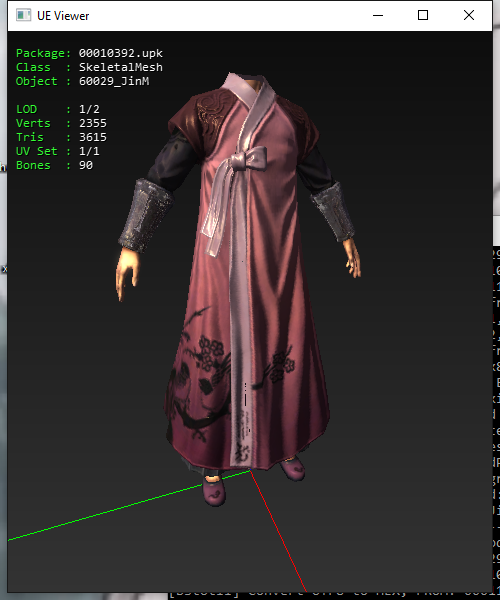 UE Viewer
Package: 00010392.upk
Class : SkeletalMesh
Object : 60029_JinM
LOD : 1/2
Verts : 2355
Tris : 3615
UV Set : 1/1
Bones : 90